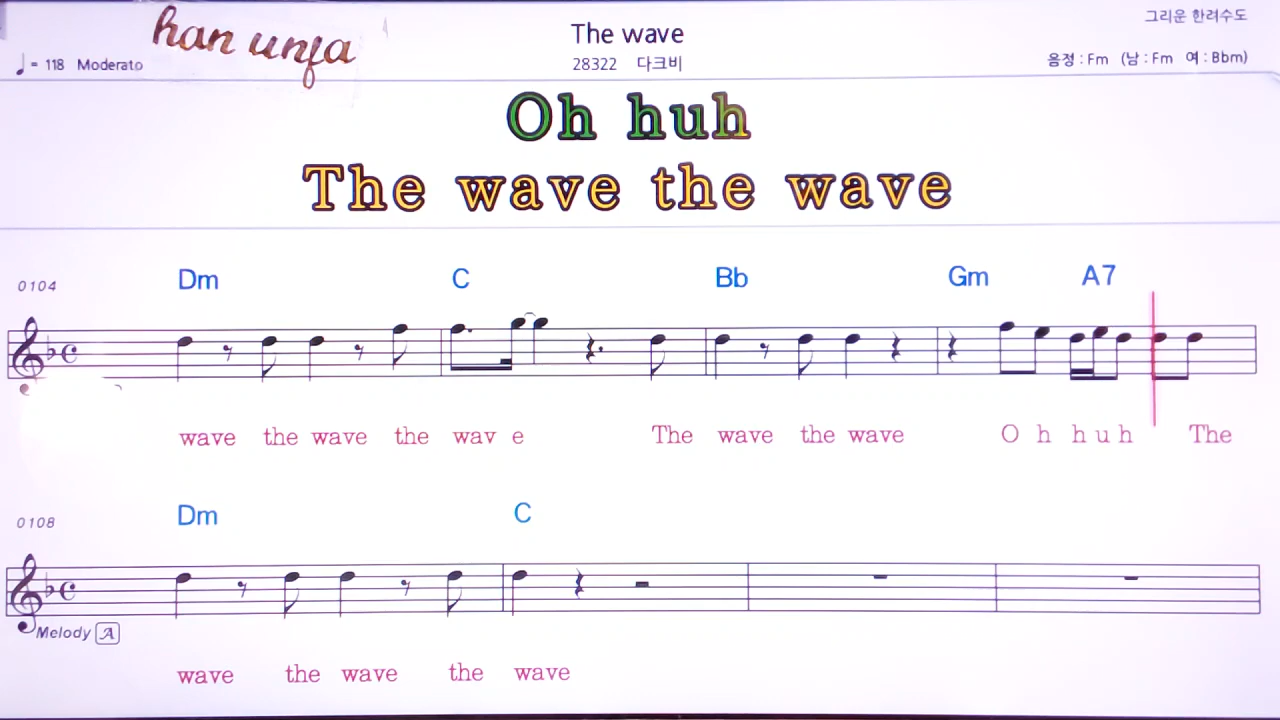 han unja
The wave
그리운 한려수도
♩= 118 Moderato
28322 다크비
음정 : Fm (남 : Fm 여 : Bbm)
Oh huh
The wave the wave
0104 Dm C Bb Gm A7
wave the wave the wav e The wave the wave O h h u h The
0108 Dm C
Melody A
wave the wave the wave